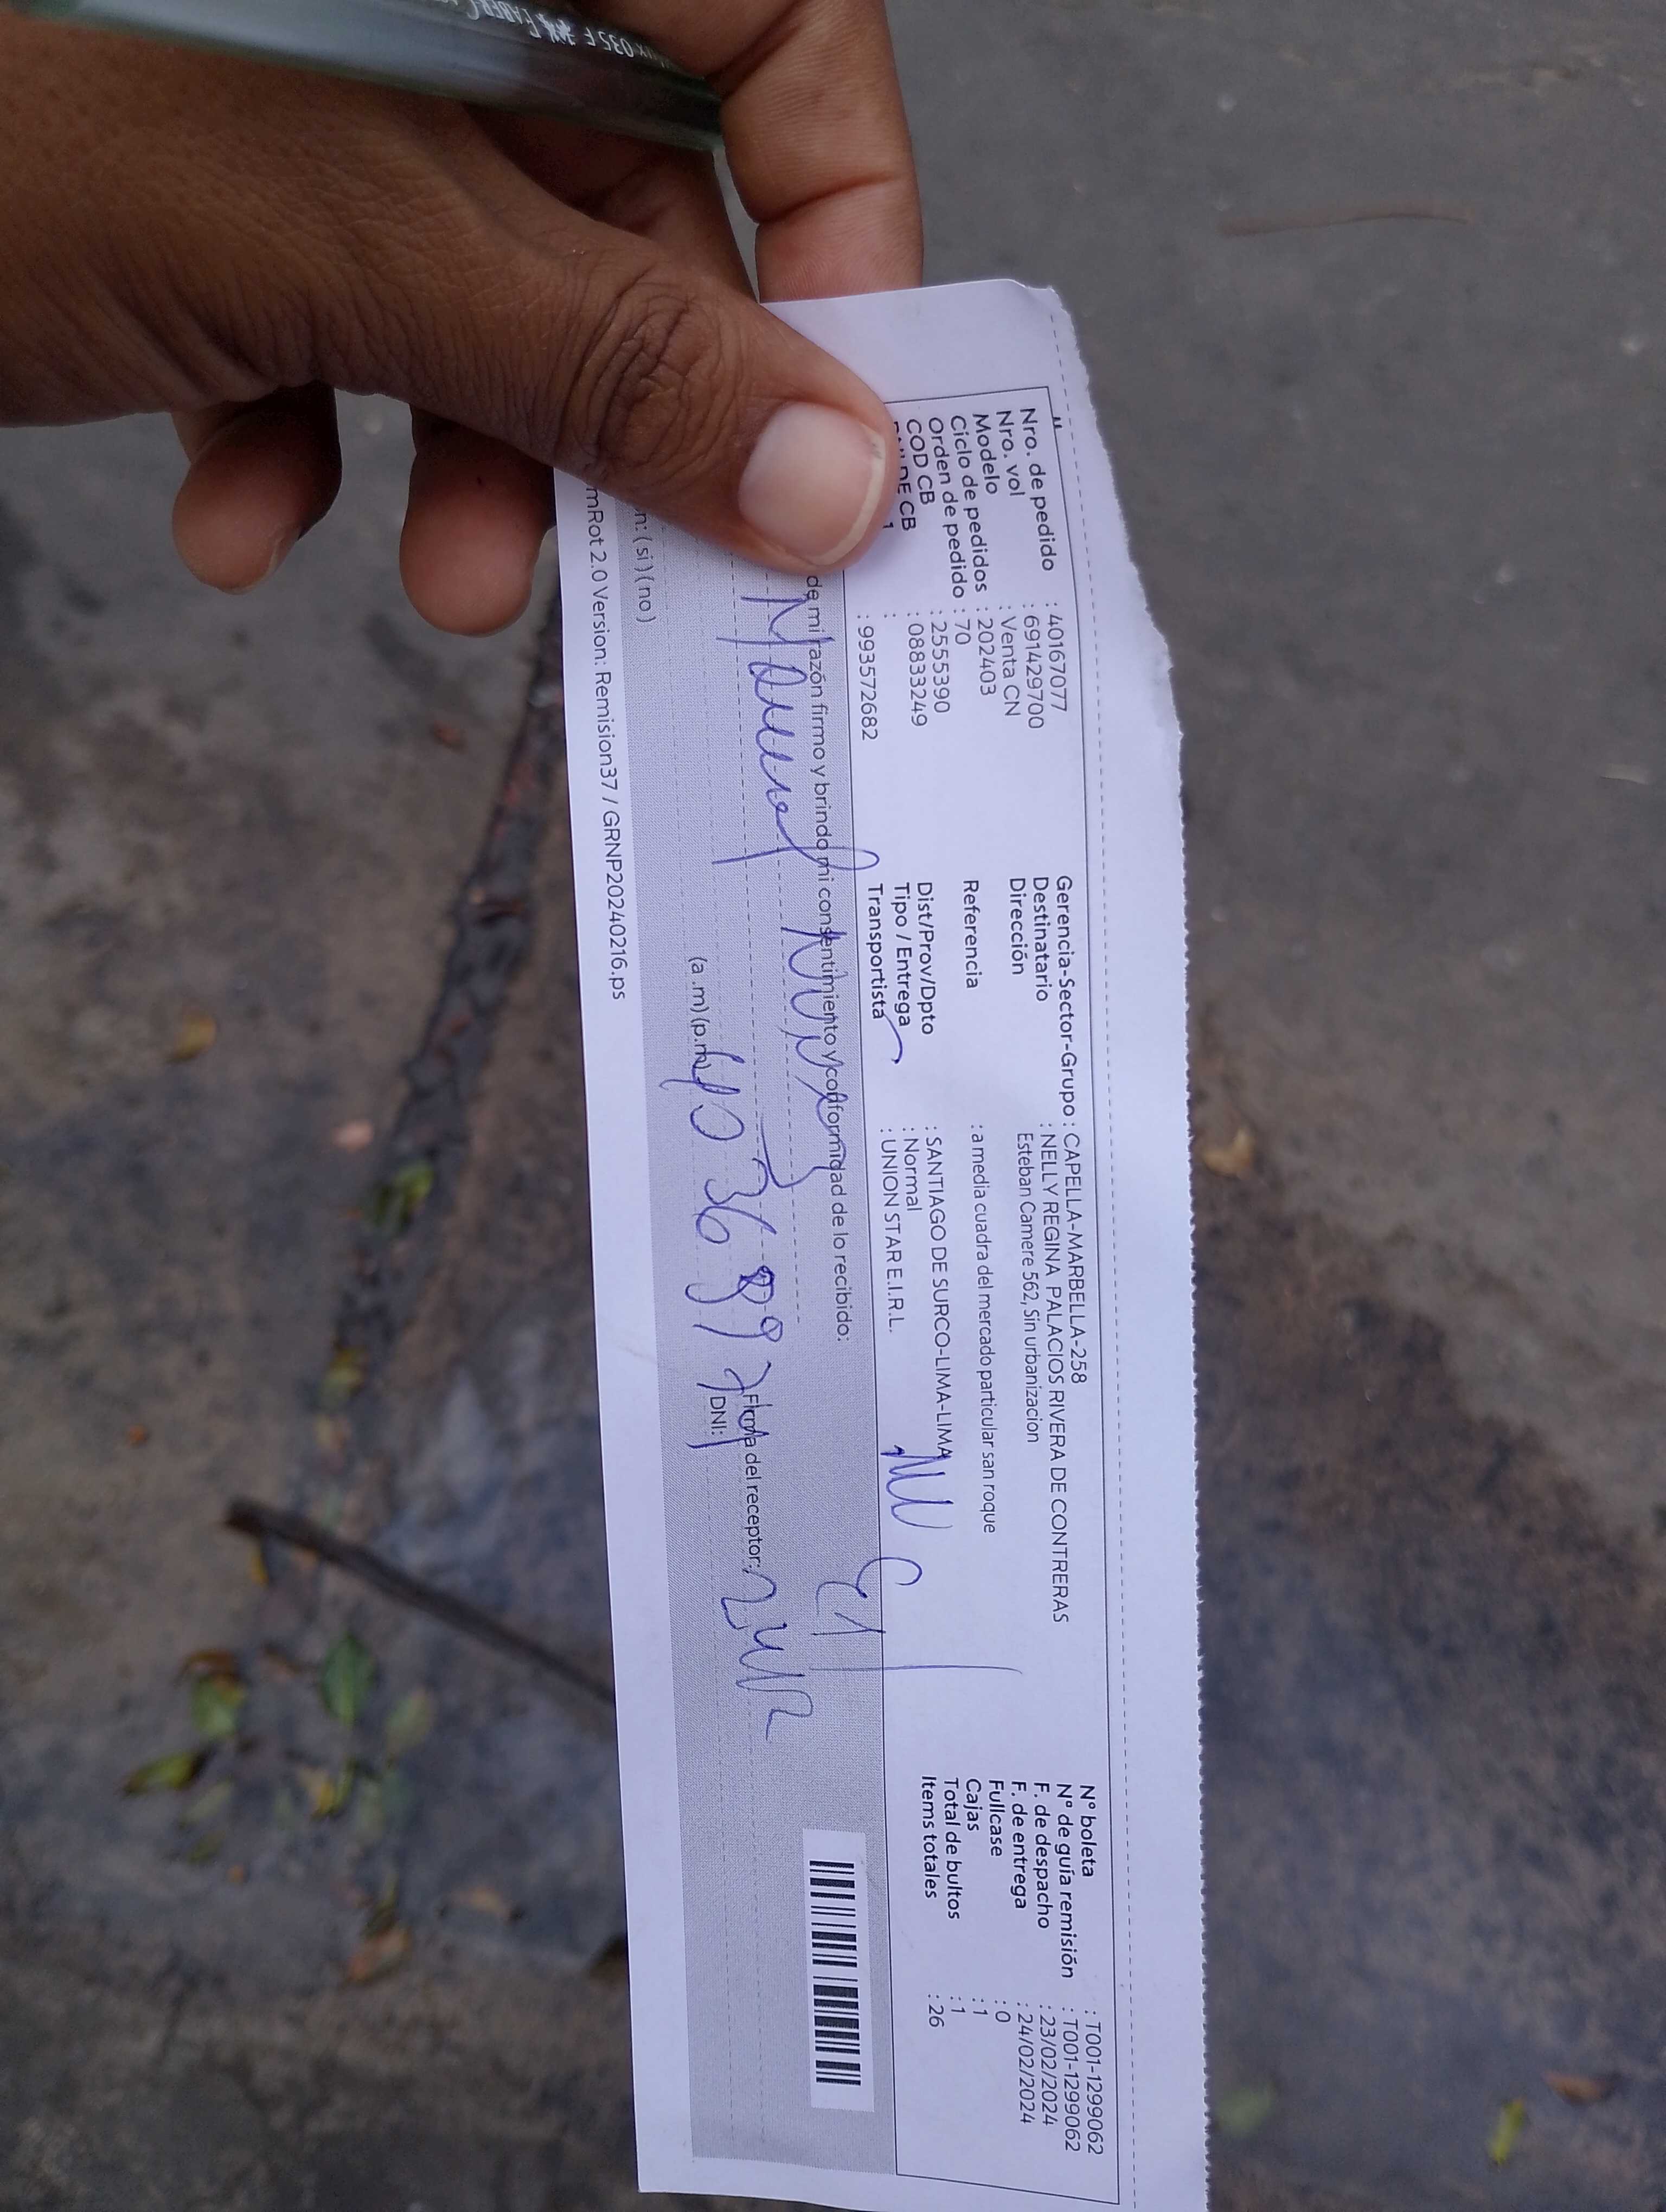 Nro. de pedido : 40167077
Nro. vol : 691429700
Modelo : Venta CN
Ciclo de pedidos : 202403
Orden de pedido : 70
COD CB : 2555390
DE CB : 08833249
:
1 : 993572682
Gerencia-Sector-Grupo : CAPELLA-MARBELLA-258
Destinatario : NELLY REGINA PALACIOS RIVERA DE CONTRERAS
Dirección Esteban Camere 562, Sin urbanizacion
Referencia : a media cuadra del mercado particular san roque
Dist/Prov/Dpto : SANTIAGO DE SURCO-LIMA-LIMA
Tipo / Entrega : Normal
Transportista : UNION STAR E.I.R.L.
N° boleta : T001-1299062
N° de guía remisión : T001-1299062
F. de despacho : 23/02/2024
F. de entrega : 24/02/2024
Fullcase : 0
Cajas : 1
Total de bultos : 1
Items totales : 26
de mi razón firmo y brindo mi consentimiento y conformidad de lo recibido:
Firma del receptor:
(a .m) (p.m) DNI:
n: ( si ) ( no )
mRot 2.0 Version: Remision37 / GRNP20240216.ps
035 F